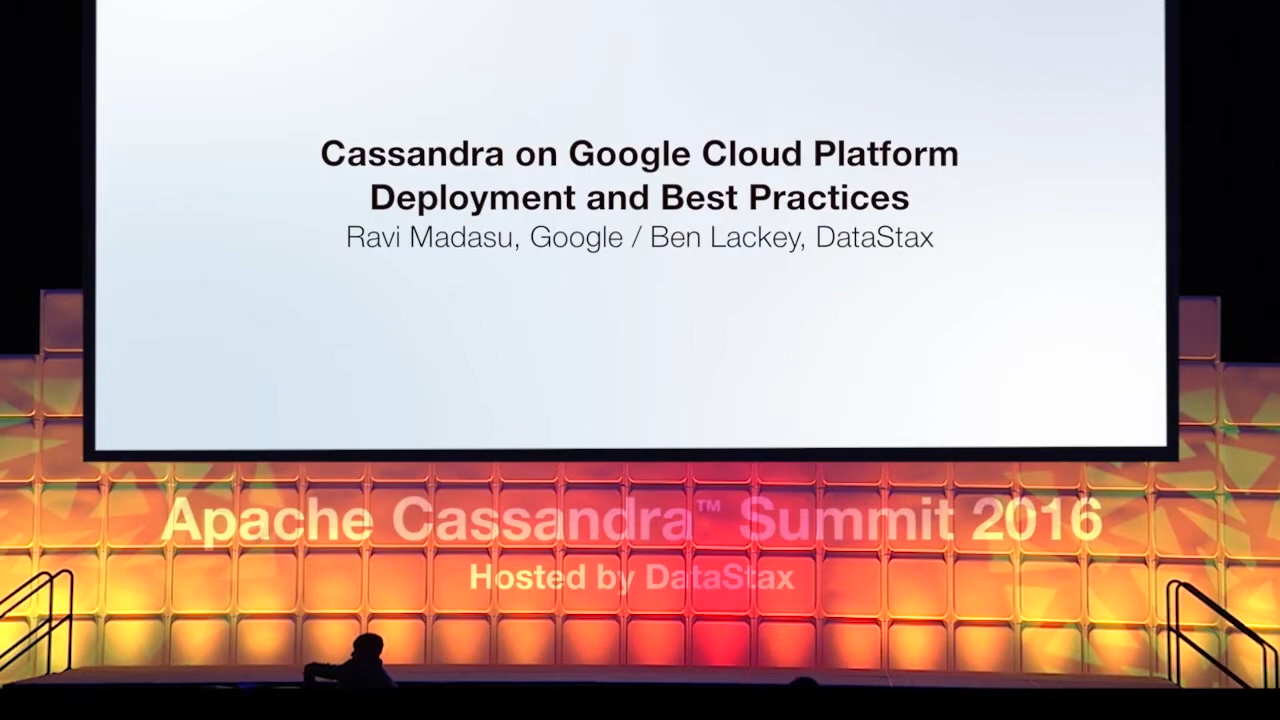 Cassandra on Google Cloud Platform
Deployment and Best Practices
Ravi Madasu, Google / Ben Lackey, DataStax
Apache Cassandra™ Summit 2016
Hosted by DataStax